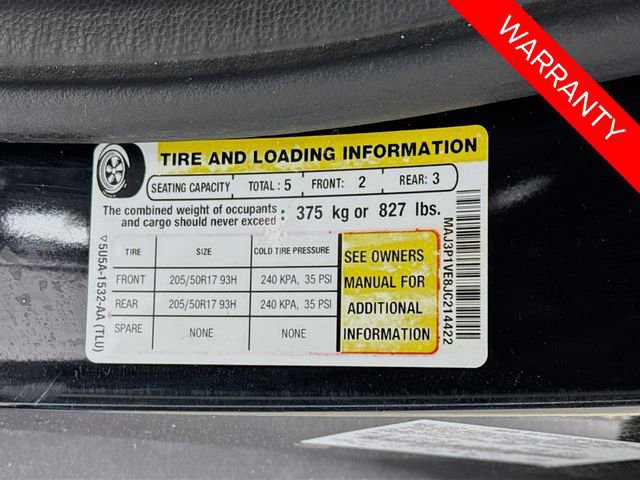 WARRANTY
TIRE AND LOADING INFORMATION
SEATING CAPACITY TOTAL : 5 FRONT: 2 REAR: 3
The combined weight of occupants
and cargo should never exceed : 375 kg or 827 lbs.
TIRE SIZE COLD TIRE PRESSURE
FRONT 205/50R17 93H 240 KPA, 35 PSI
REAR 205/50R17 93H 240 KPA, 35 PSI
SPARE NONE NONE
SEE OWNERS
MANUAL FOR
ADDITIONAL
INFORMATION
5U5A-1532-AA (TLU)
MAJ3P1VE8JC214422